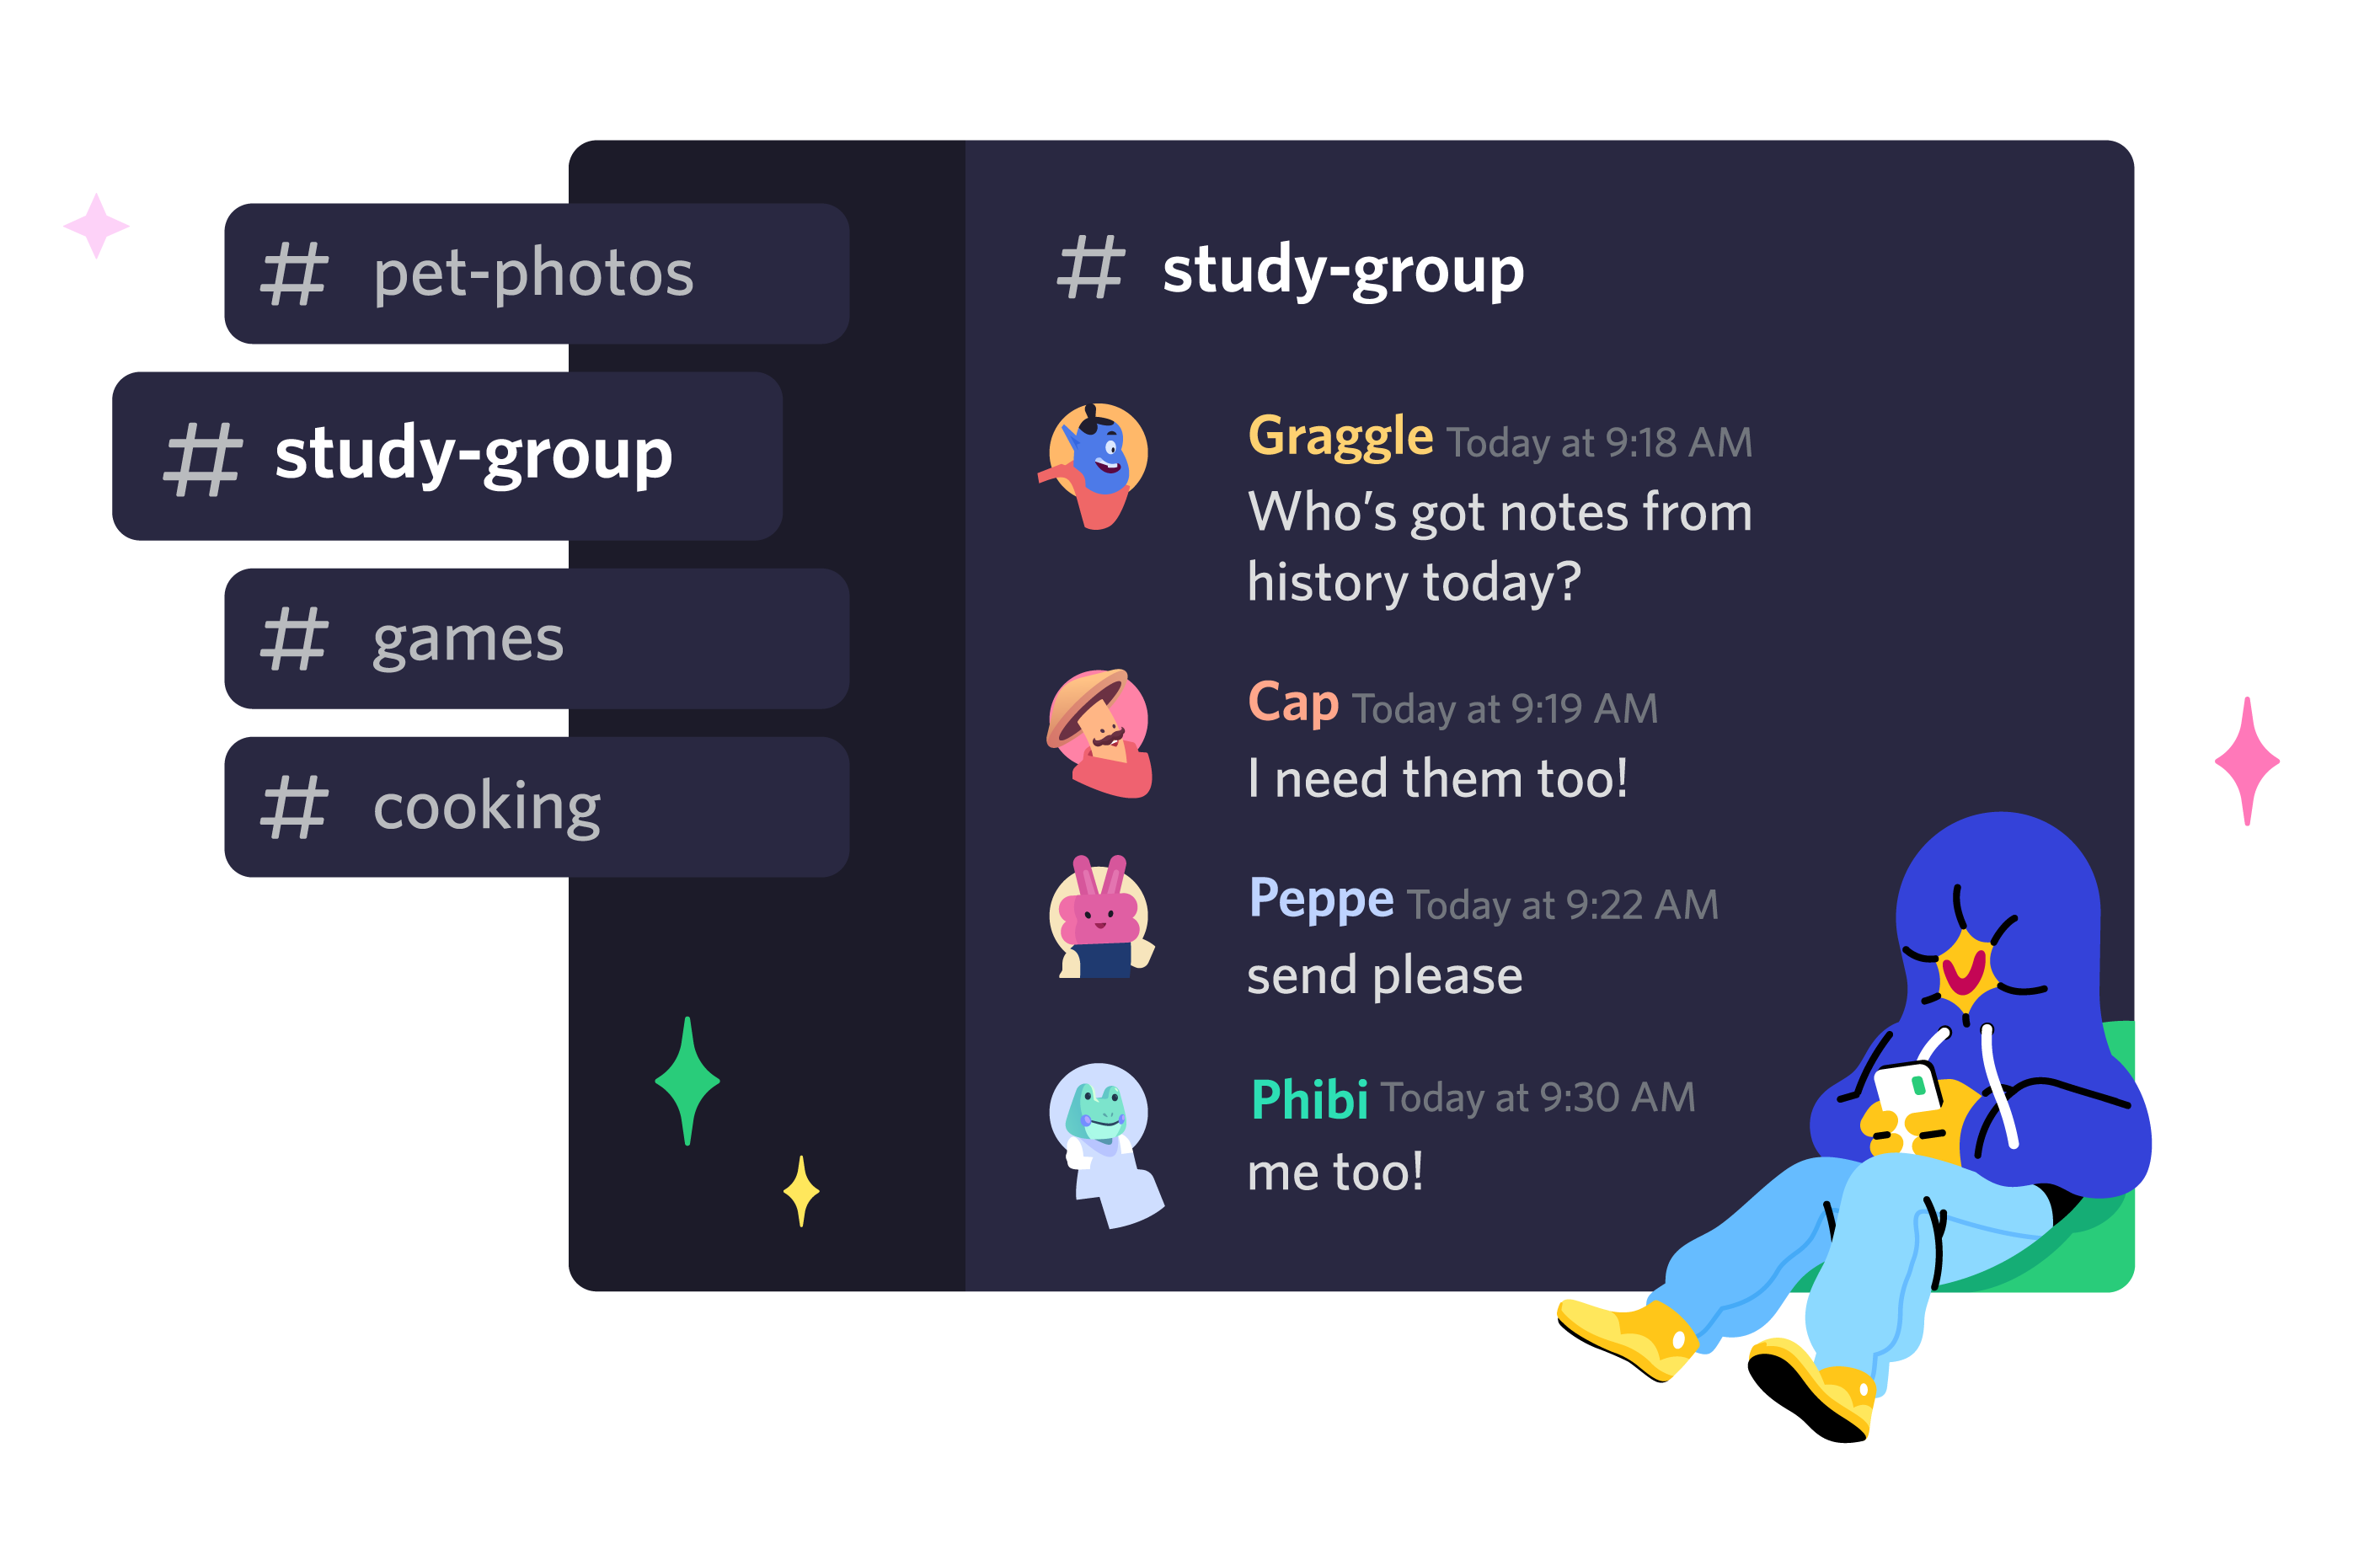 # pet-photos
# study-group
# games
# cooking
# study-group
Graggle Today at 9:18 AM
Who's got notes from
history today?
Cap Today at 9:19 AM
I need them too!
Peppe Today at 9:22 AM
send please
Phibi Today at 9:30 AM
me too!